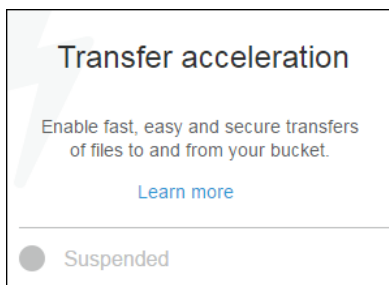 Transfer acceleration
Enable fast, easy and secure transfers
of files to and from your bucket.
Learn more
Suspended